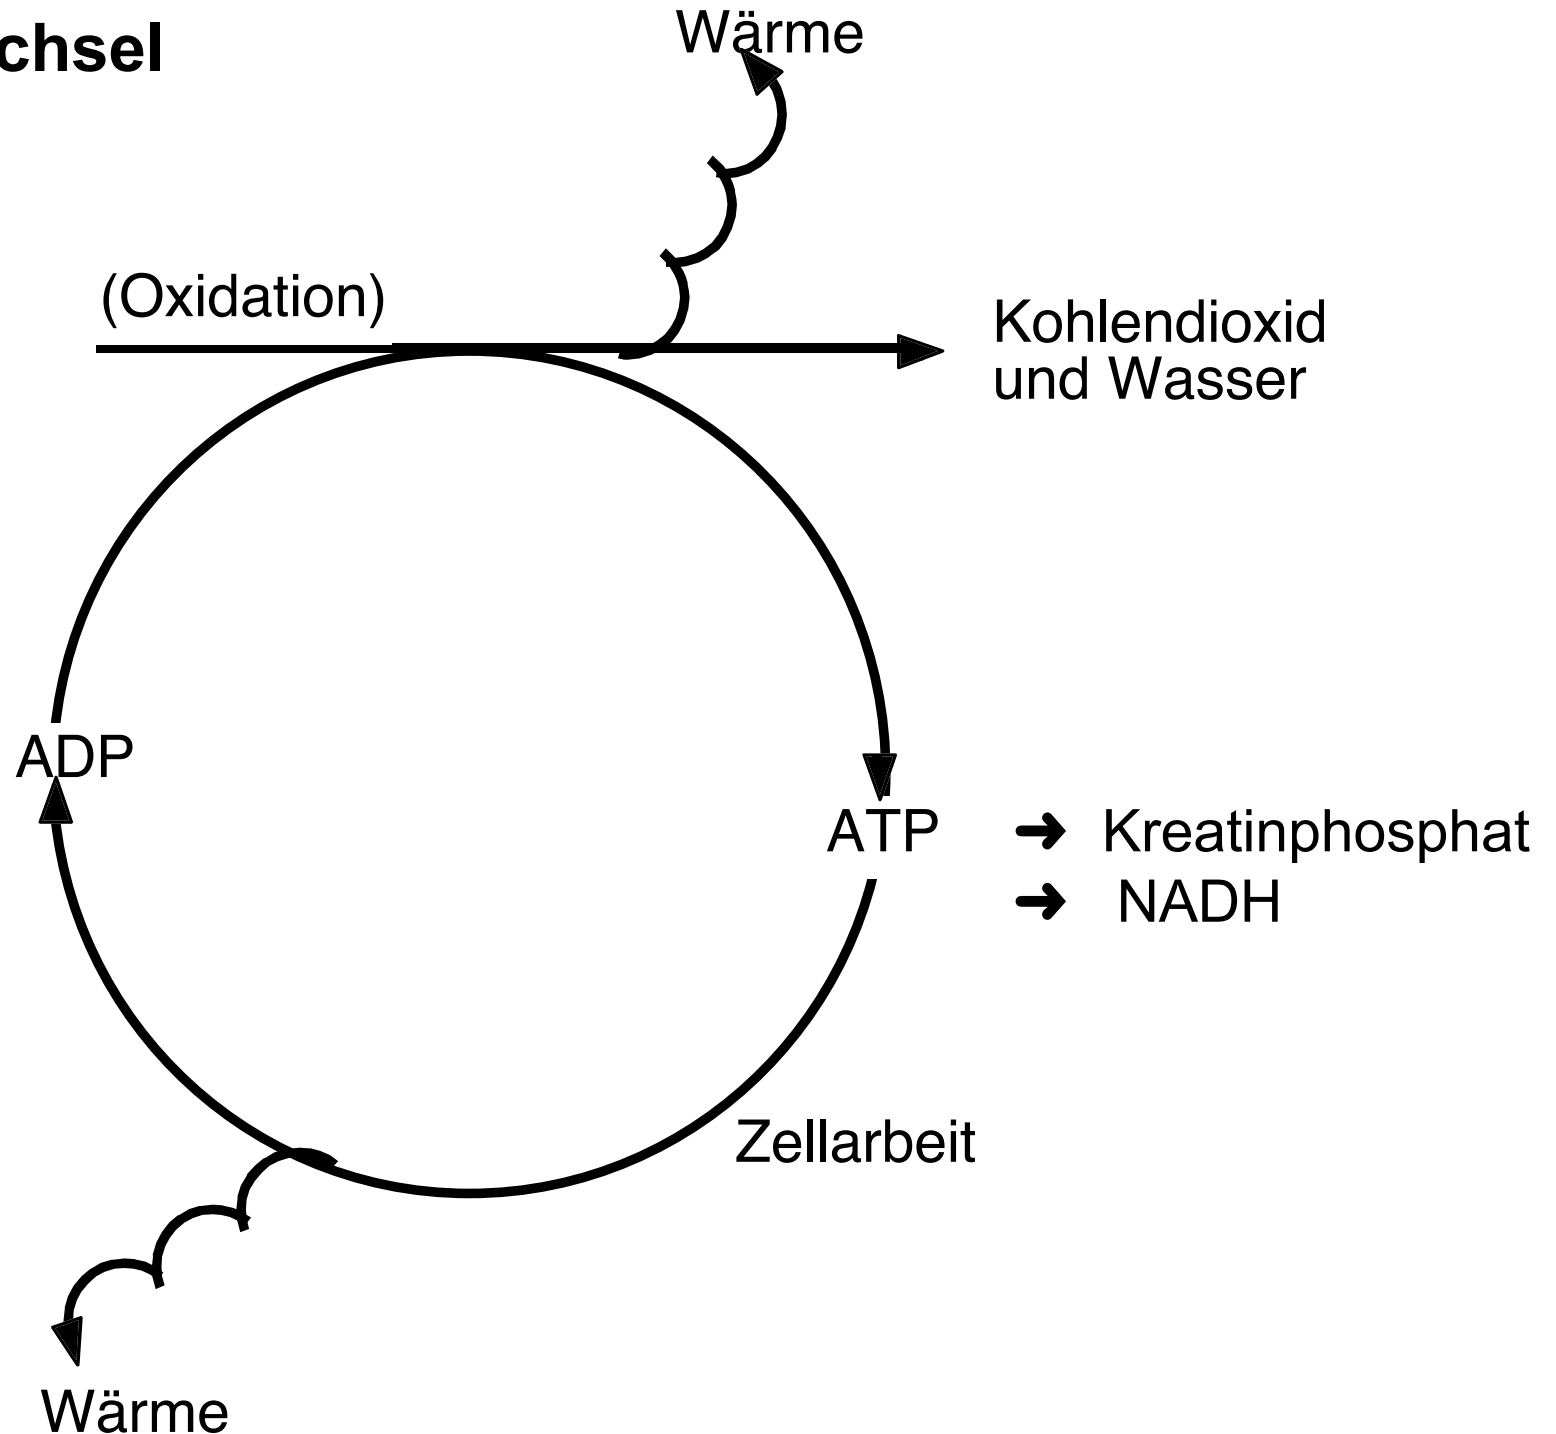 chsel
Wärme
(Oxidation)
Kohlendioxid
und Wasser
ADP
ATP ➜ Kreatinphosphat
➜ NADH
Zellarbeit
Wärme